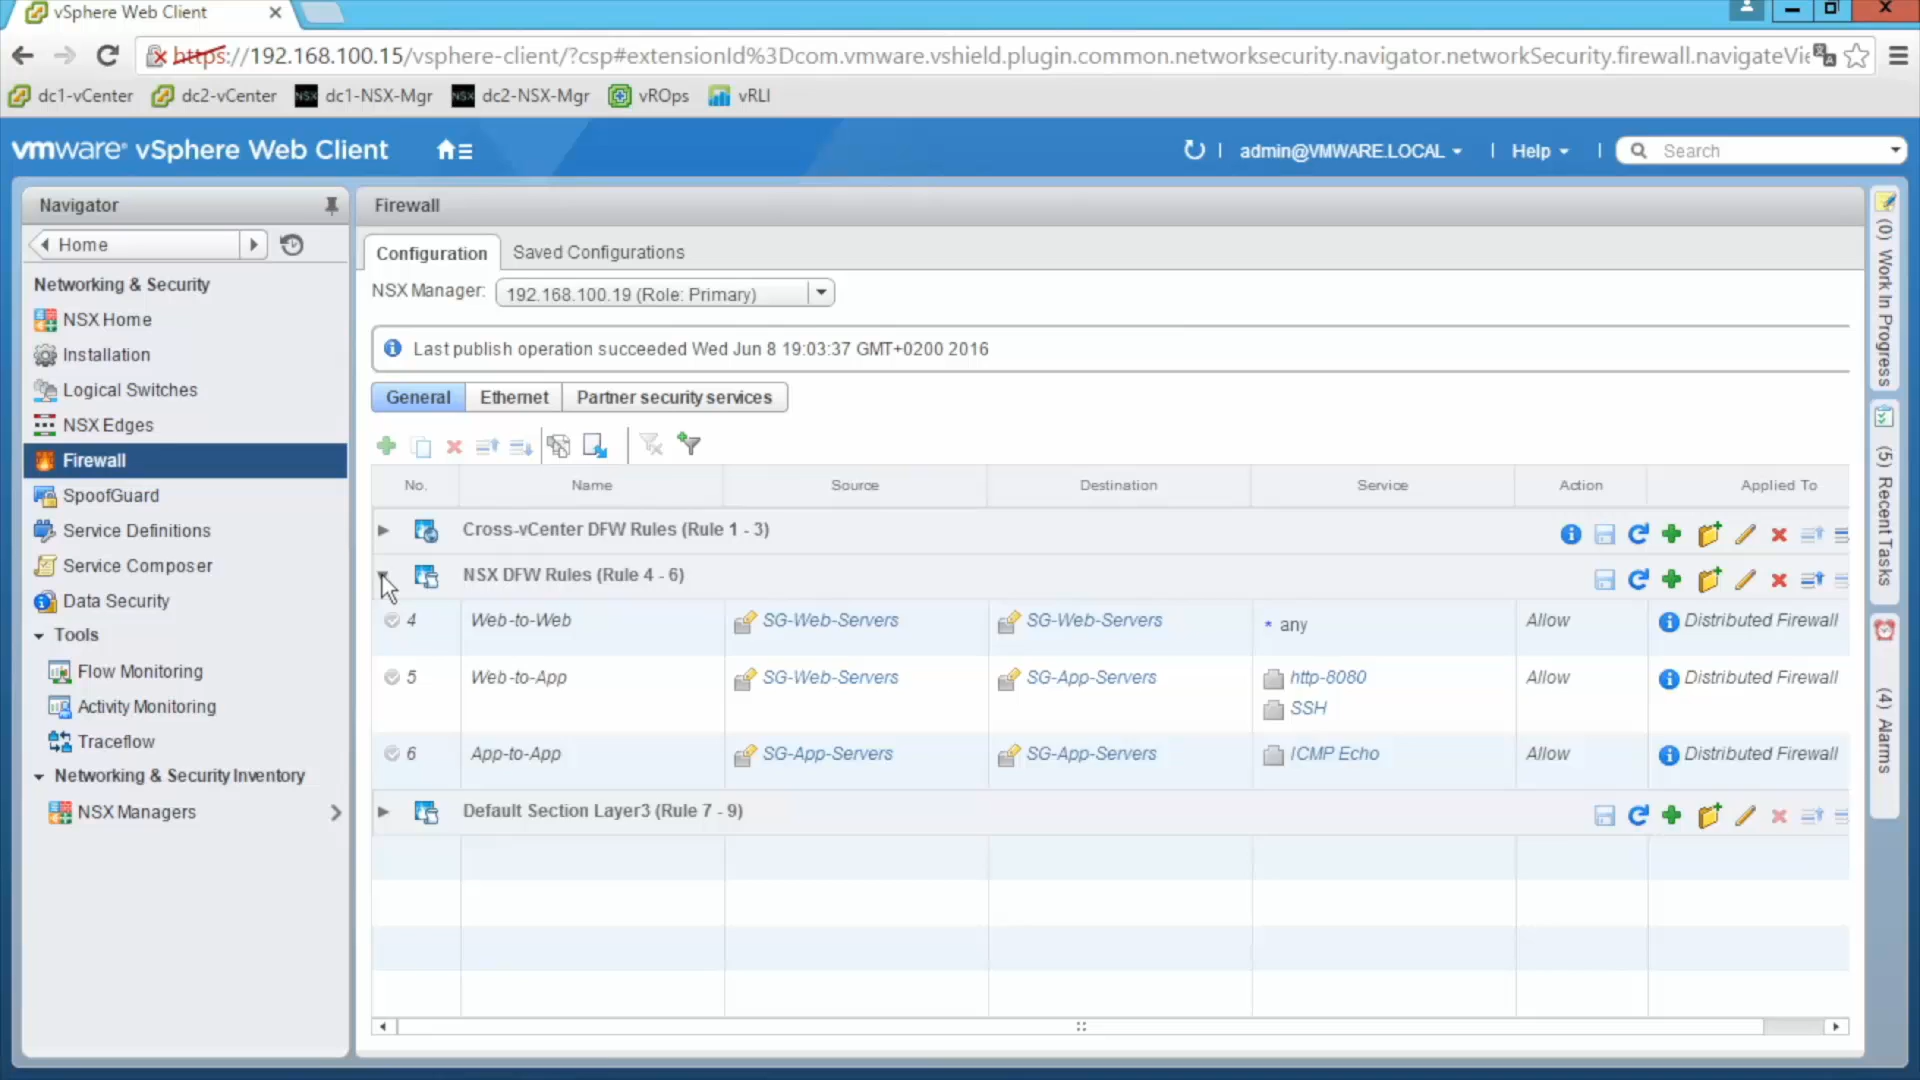 vSphere Web Client
https://192.168.100.15/vsphere-client/?csp#extensionId%3Dcom.vmware.vshield.plugin.common.networksecurity.navigator.networkSecurity.firewall.navigateVie
dc1-vCenter dc2-vCenter NSX dc1-NSX-Mgr NSX dc2-NSX-Mgr vROps vRLI
vmware® vSphere Web Client
admin@VMWARE.LOCAL | Help | Search
Navigator
Home
Networking & Security
NSX Home
Installation
Logical Switches
NSX Edges
Firewall
SpoofGuard
Service Definitions
Service Composer
Data Security
Tools
Flow Monitoring
Activity Monitoring
Traceflow
Networking & Security Inventory
NSX Managers
Firewall
Configuration Saved Configurations
NSX Manager: 192.168.100.19 (Role: Primary)
Last publish operation succeeded Wed Jun 8 19:03:37 GMT+0200 2016
General Ethernet Partner security services
No. Name Source Destination Service Action Applied To
Cross-vCenter DFW Rules (Rule 1 - 3)
NSX DFW Rules (Rule 4 - 6)
4 Web-to-Web SG-Web-Servers SG-Web-Servers * any Allow Distributed Firewall
5 Web-to-App SG-Web-Servers SG-App-Servers http-8080 Allow Distributed Firewall
SSH
6 App-to-App SG-App-Servers SG-App-Servers ICMP Echo Allow Distributed Firewall
Default Section Layer3 (Rule 7 - 9)
(0) Work In Progress
(5) Recent Tasks
(4) Alarms